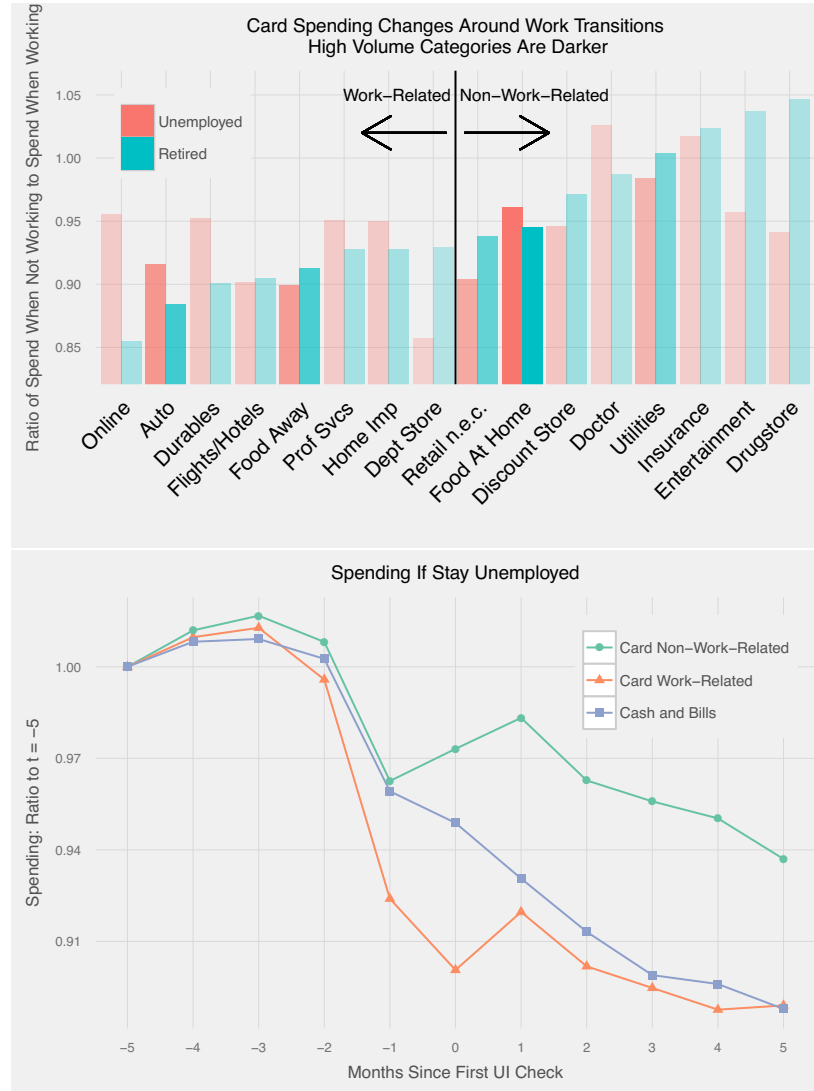 Card Spending Changes Around Work Transitions
High Volume Categories Are Darker
Ratio of Spend When Not Working to Spend When Working
1.05
1.00
0.95
0.90
0.85
Unemployed
Retired
Work−Related
Non−Work−Related
Online
Auto
Durables
Flights/Hotels
Food Away
Prof Svcs
Home Imp
Dept Store
Retail n.e.c.
Food At Home
Discount Store
Doctor
Utilities
Insurance
Entertainment
Drugstore
Spending If Stay Unemployed
Spending: Ratio to t = −5
1.00
0.97
0.94
0.91
Card Non−Work−Related
Card Work−Related
Cash and Bills
−5 −4 −3 −2 −1 0 1 2 3 4 5
Months Since First UI Check